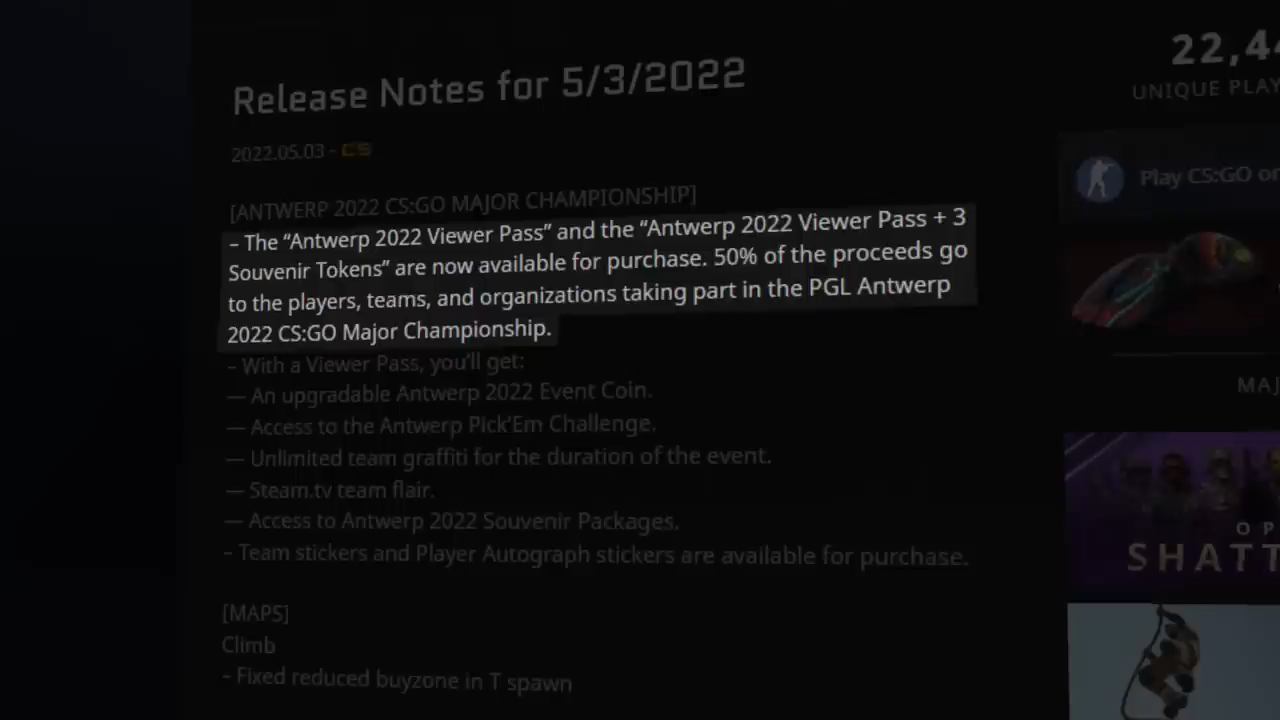 Release Notes for 5/3/2022
2022.05.03 - CS
[ANTWERP 2022 CS:GO MAJOR CHAMPIONSHIP]
– The “Antwerp 2022 Viewer Pass” and the “Antwerp 2022 Viewer Pass + 3
Souvenir Tokens” are now available for purchase. 50% of the proceeds go
to the players, teams, and organizations taking part in the PGL Antwerp
2022 CS:GO Major Championship.
– With a Viewer Pass, you’ll get:
— An upgradable Antwerp 2022 Event Coin.
— Access to the Antwerp Pick’Em Challenge.
— Unlimited team graffiti for the duration of the event.
— Steam.tv team flair.
— Access to Antwerp 2022 Souvenir Packages.
– Team stickers and Player Autograph stickers are available for purchase.
[MAPS]
Climb
– Fixed reduced buyzone in T spawn
22,4
UNIQUE PLAY
Play CS:GO on
MAJ
OP
SHATT